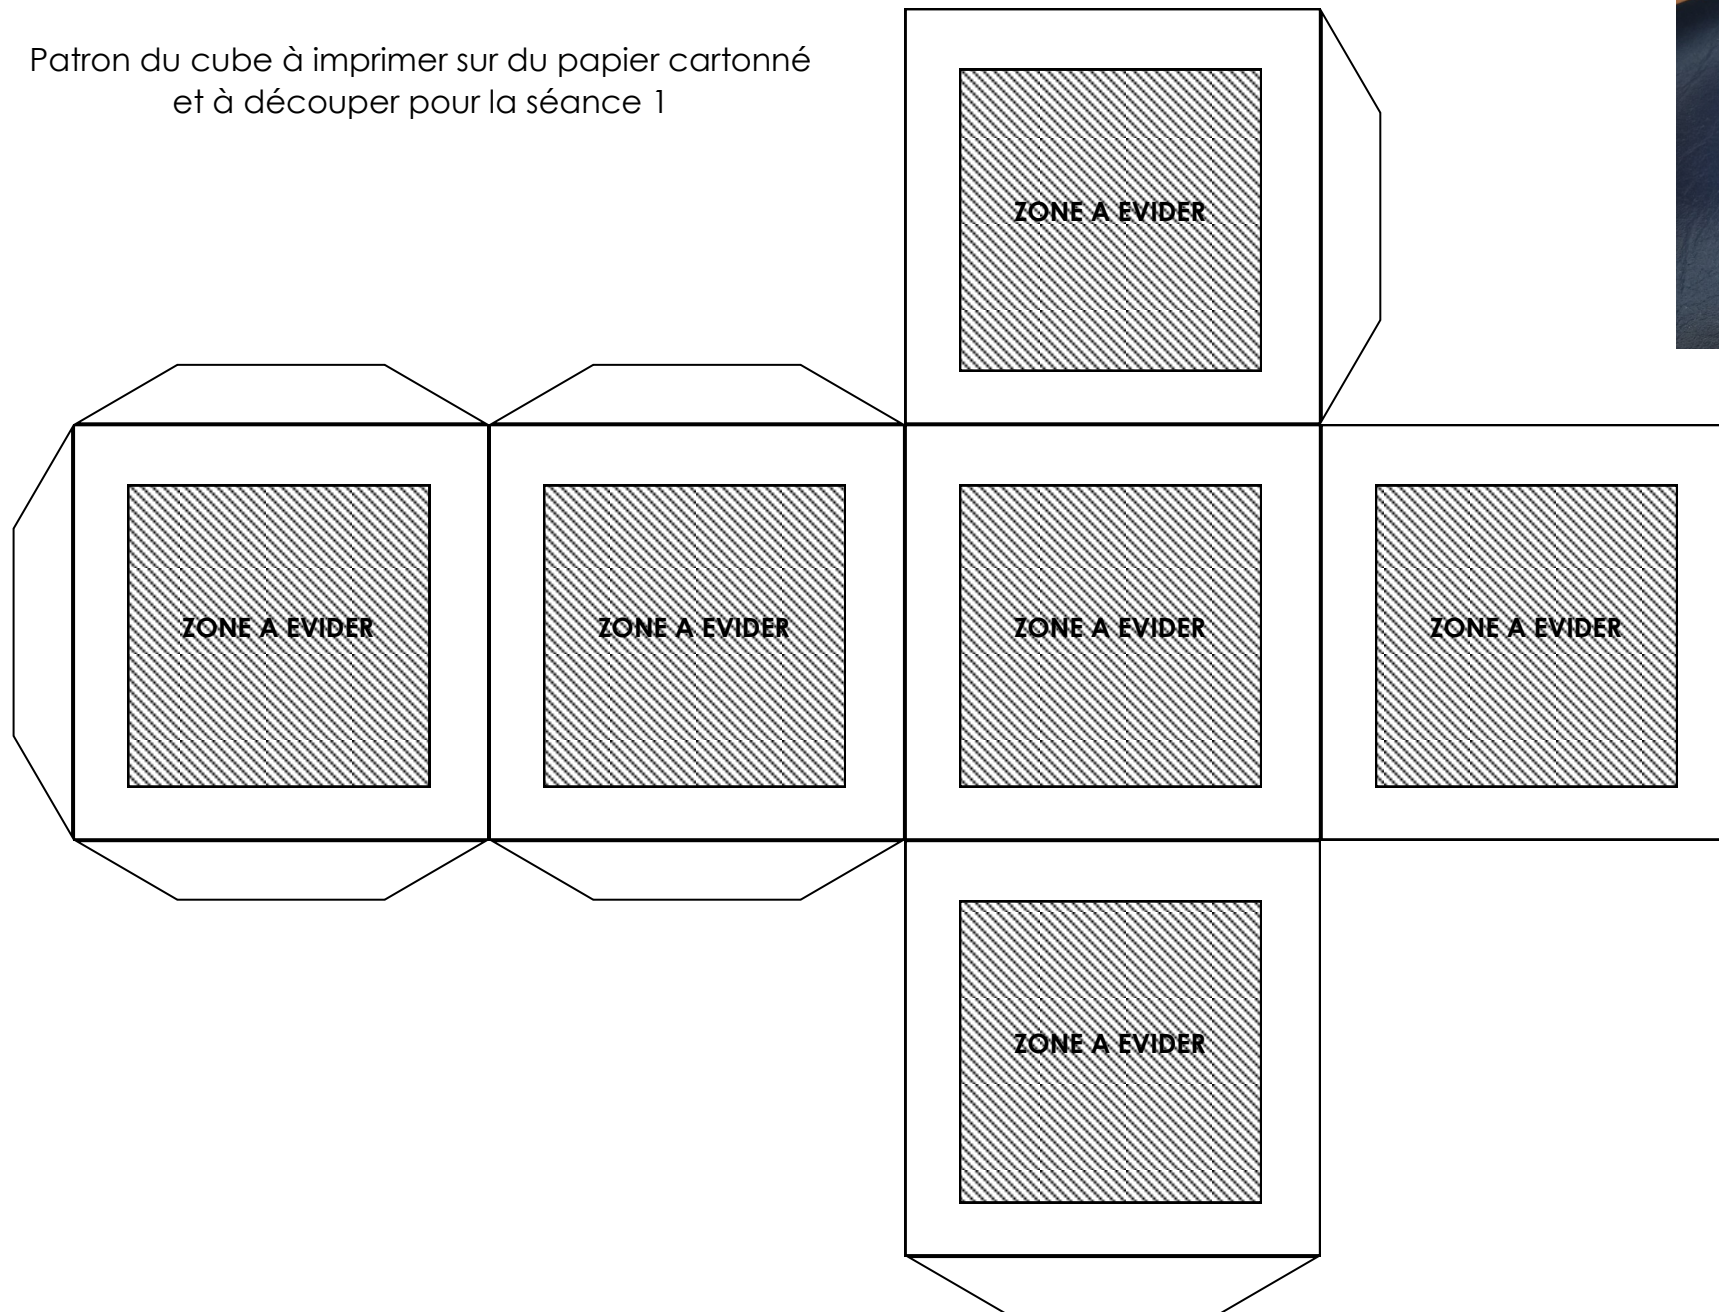 Patron du cube à imprimer sur du papier cartonné
et à découper pour la séance 1
ZONE A EVIDER
ZONE A EVIDER
ZONE A EVIDER
ZONE A EVIDER
ZONE A EVIDER
ZONE A EVIDER